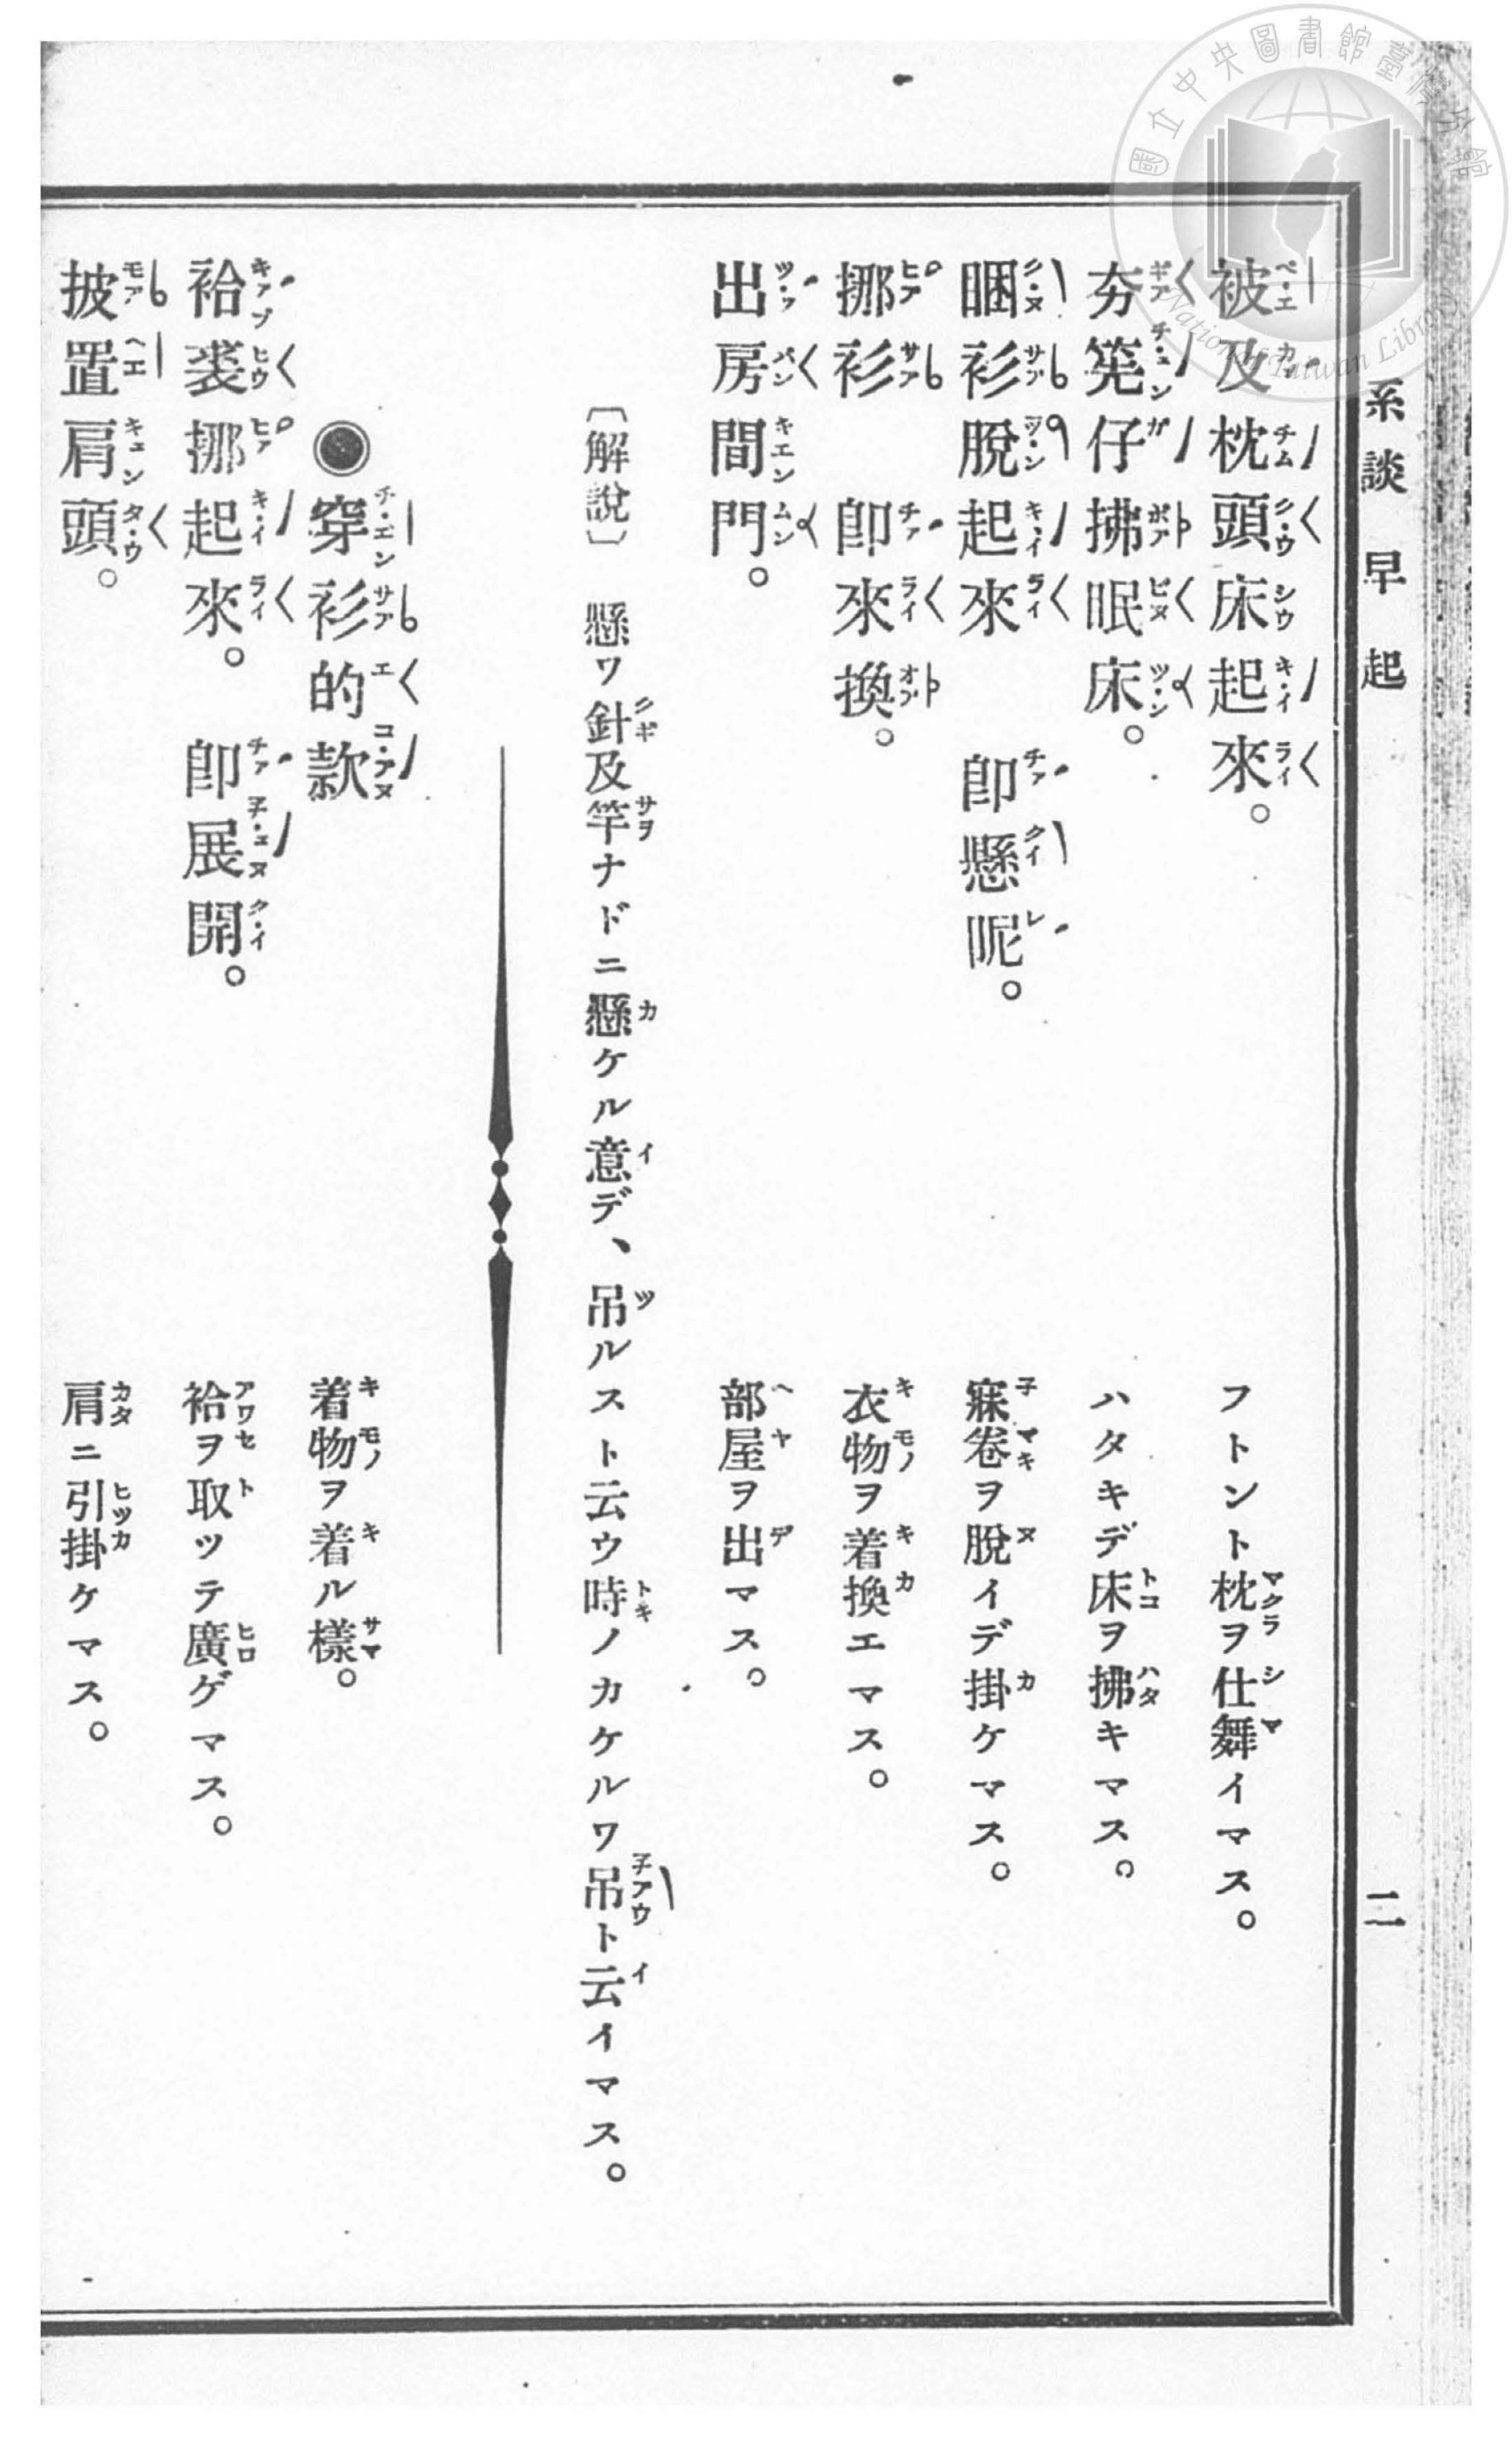 國立中央圖書館臺灣分館
National Taiwan Library
系談 早起 二
被及枕頭床起來。 フトント枕ヲ仕舞イマス。
夯筅仔拂眠床。 ハタキデ床ヲ拂キマス。
睏衫脫起來 卽懸呢。 寐卷ヲ脫イデ掛ケマス。
挪衫 卽來換。 衣物ヲ着換エマス。
出房間門。 部屋ヲ出マス。
〔解說〕 懸ワ針及竿ナドニ懸ケル意デ、吊ルスト云ウ時ノカケルワ吊ト云イマス。
◉穿衫的款 着物ヲ着ル樣。
袷裘挪起來。 卽展開。 袷ヲ取ッテ廣ゲマス。
披置肩頭。 肩ニ引掛ケマス。